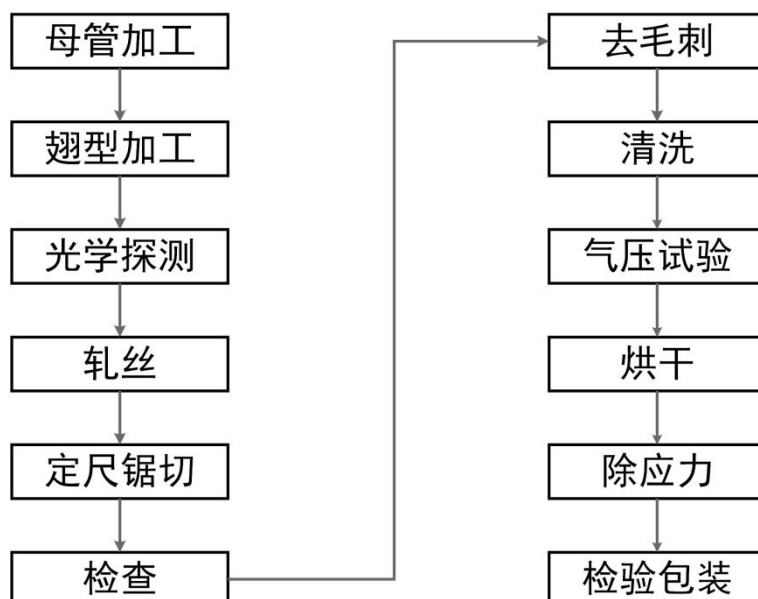 母管加工
翅型加工
光学探测
轧丝
定尺锯切
检查
去毛刺
清洗
气压试验
烘干
除应力
检验包装